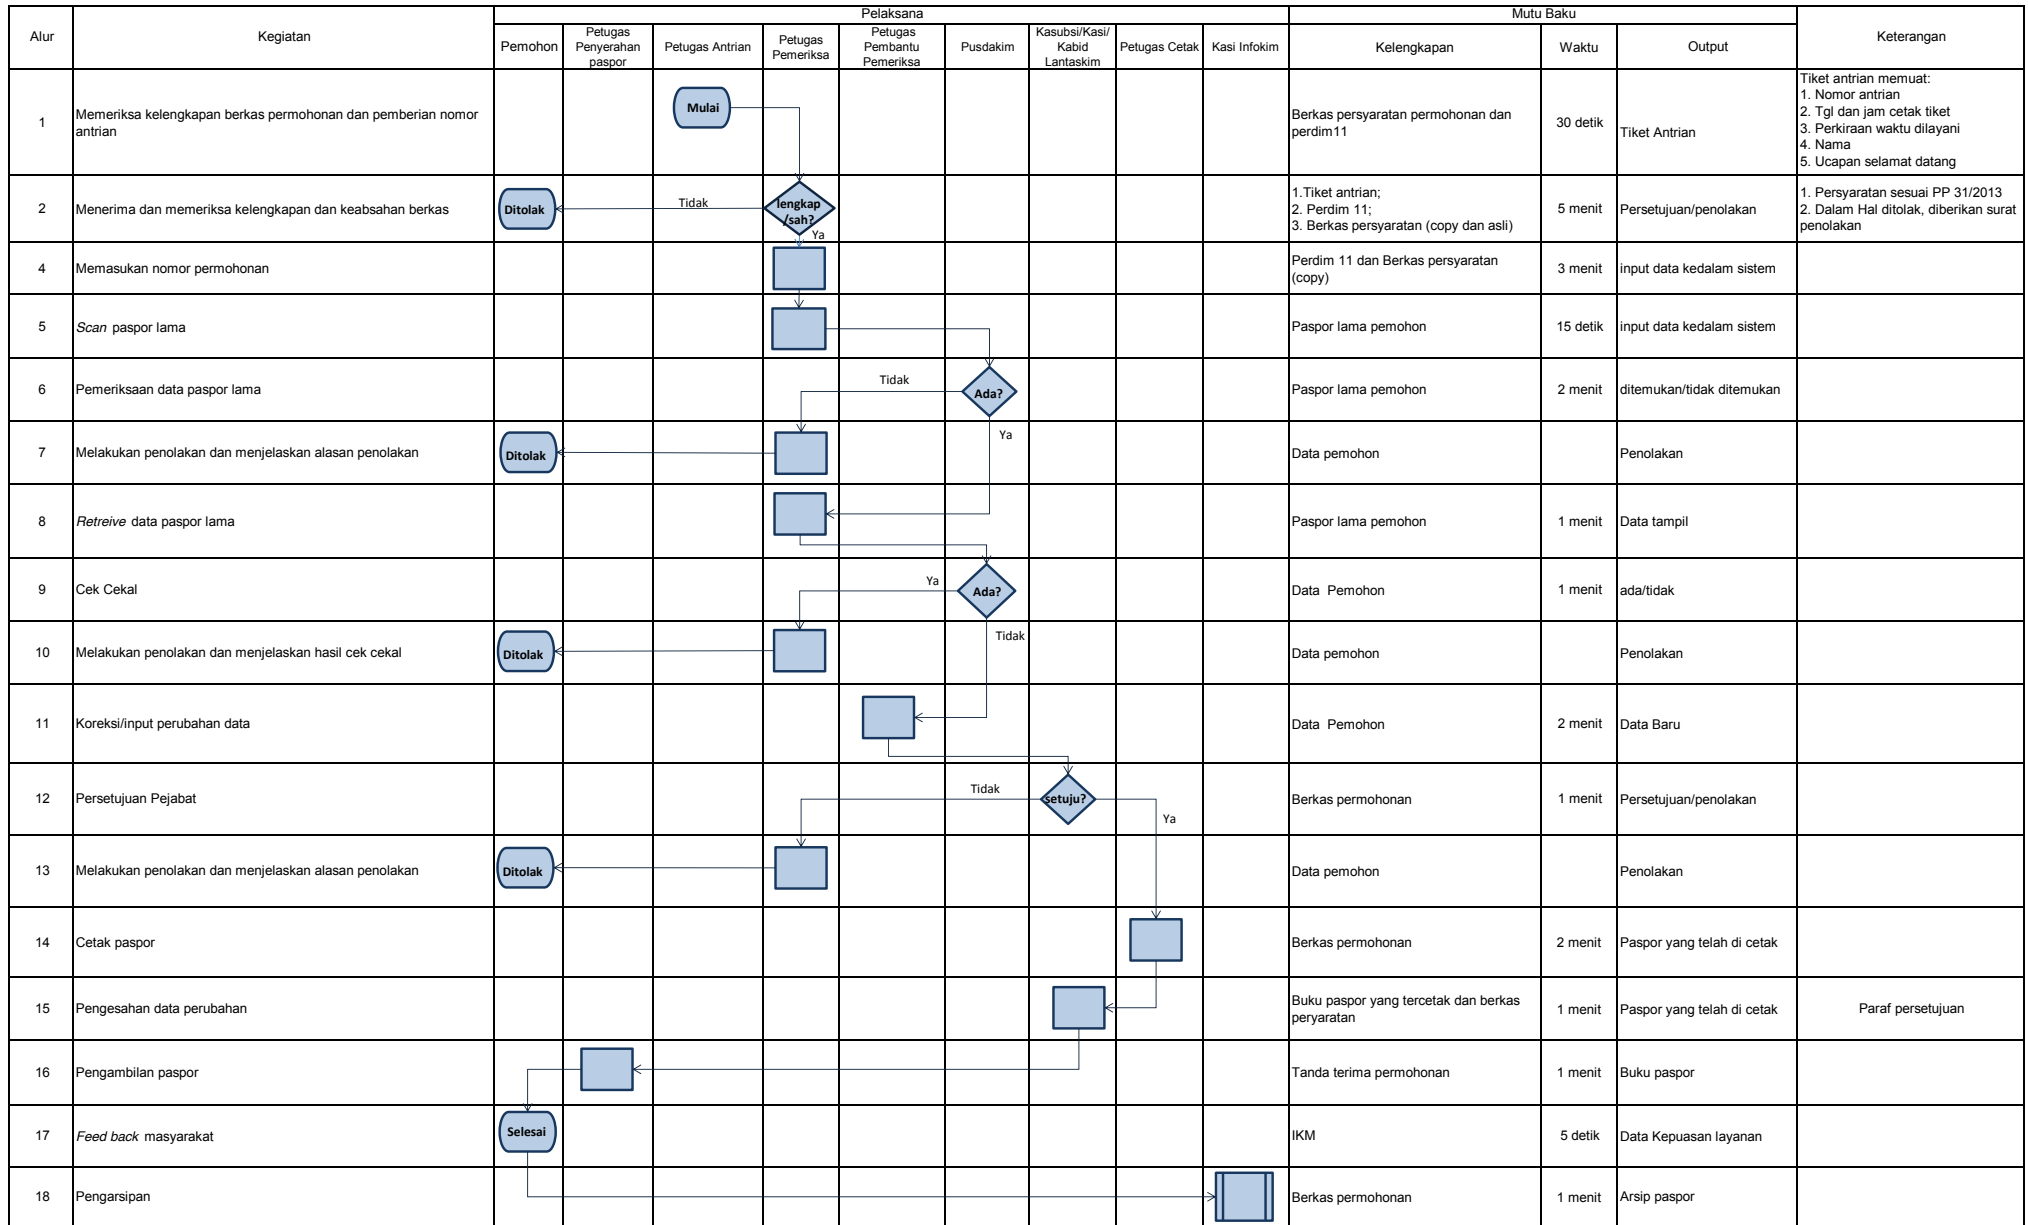 Alur
Kegiatan
Pelaksana
Mutu Baku
Keterangan
Pemohon
Petugas
Penyerahan
paspor
Petugas Antrian
Petugas
Pemeriksa
Petugas
Pembantu
Pemeriksa
Pusdakim
Kasubsi/Kasi/
Kabid
Lantaskim
Petugas Cetak
Kasi Infokim
Kelengkapan
Waktu
Output
1
Memeriksa kelengkapan berkas permohonan dan pemberian nomor
antrian
Mulai
Berkas persyaratan permohonan dan
perdim11
30 detik
Tiket Antrian
Tiket antrian memuat:
1. Nomor antrian
2. Tgl dan jam cetak tiket
3. Perkiraan waktu dilayani
4. Nama
5. Ucapan selamat datang
2
Menerima dan memeriksa kelengkapan dan keabsahan berkas
Ditolak
Tidak
lengkap
/sah?
Ya
1.Tiket antrian;
2. Perdim 11;
3. Berkas persyaratan (copy dan asli)
5 menit
Persetujuan/penolakan
1. Persyaratan sesuai PP 31/2013
2. Dalam Hal ditolak, diberikan surat
penolakan
4
Memasukan nomor permohonan
Perdim 11 dan Berkas persyaratan
(copy)
3 menit
input data kedalam sistem
5
Scan paspor lama
Paspor lama pemohon
15 detik
input data kedalam sistem
6
Pemeriksaan data paspor lama
Tidak
Ada?
Paspor lama pemohon
2 menit
ditemukan/tidak ditemukan
7
Melakukan penolakan dan menjelaskan alasan penolakan
Ditolak
Ya
Data pemohon
Penolakan
8
Retreive data paspor lama
Paspor lama pemohon
1 menit
Data tampil
9
Cek Cekal
Ya
Ada?
Data Pemohon
1 menit
ada/tidak
10
Melakukan penolakan dan menjelaskan hasil cek cekal
Ditolak
Tidak
Data pemohon
Penolakan
11
Koreksi/input perubahan data
Data Pemohon
2 menit
Data Baru
12
Persetujuan Pejabat
Tidak
setuju?
Ya
Berkas permohonan
1 menit
Persetujuan/penolakan
13
Melakukan penolakan dan menjelaskan alasan penolakan
Ditolak
Data pemohon
Penolakan
14
Cetak paspor
Berkas permohonan
2 menit
Paspor yang telah di cetak
15
Pengesahan data perubahan
Buku paspor yang tercetak dan berkas
peryaratan
1 menit
Paspor yang telah di cetak
Paraf persetujuan
16
Pengambilan paspor
Tanda terima permohonan
1 menit
Buku paspor
17
Feed back masyarakat
Selesai
IKM
5 detik
Data Kepuasan layanan
18
Pengarsipan
Berkas permohonan
1 menit
Arsip paspor